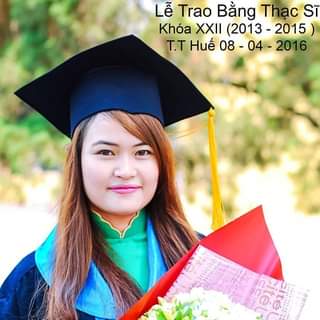 Lễ Trao Bằng Thạc Sĩ
Khóa XXII (2013 - 2015 )
T.T Huế 08 - 04 - 2016